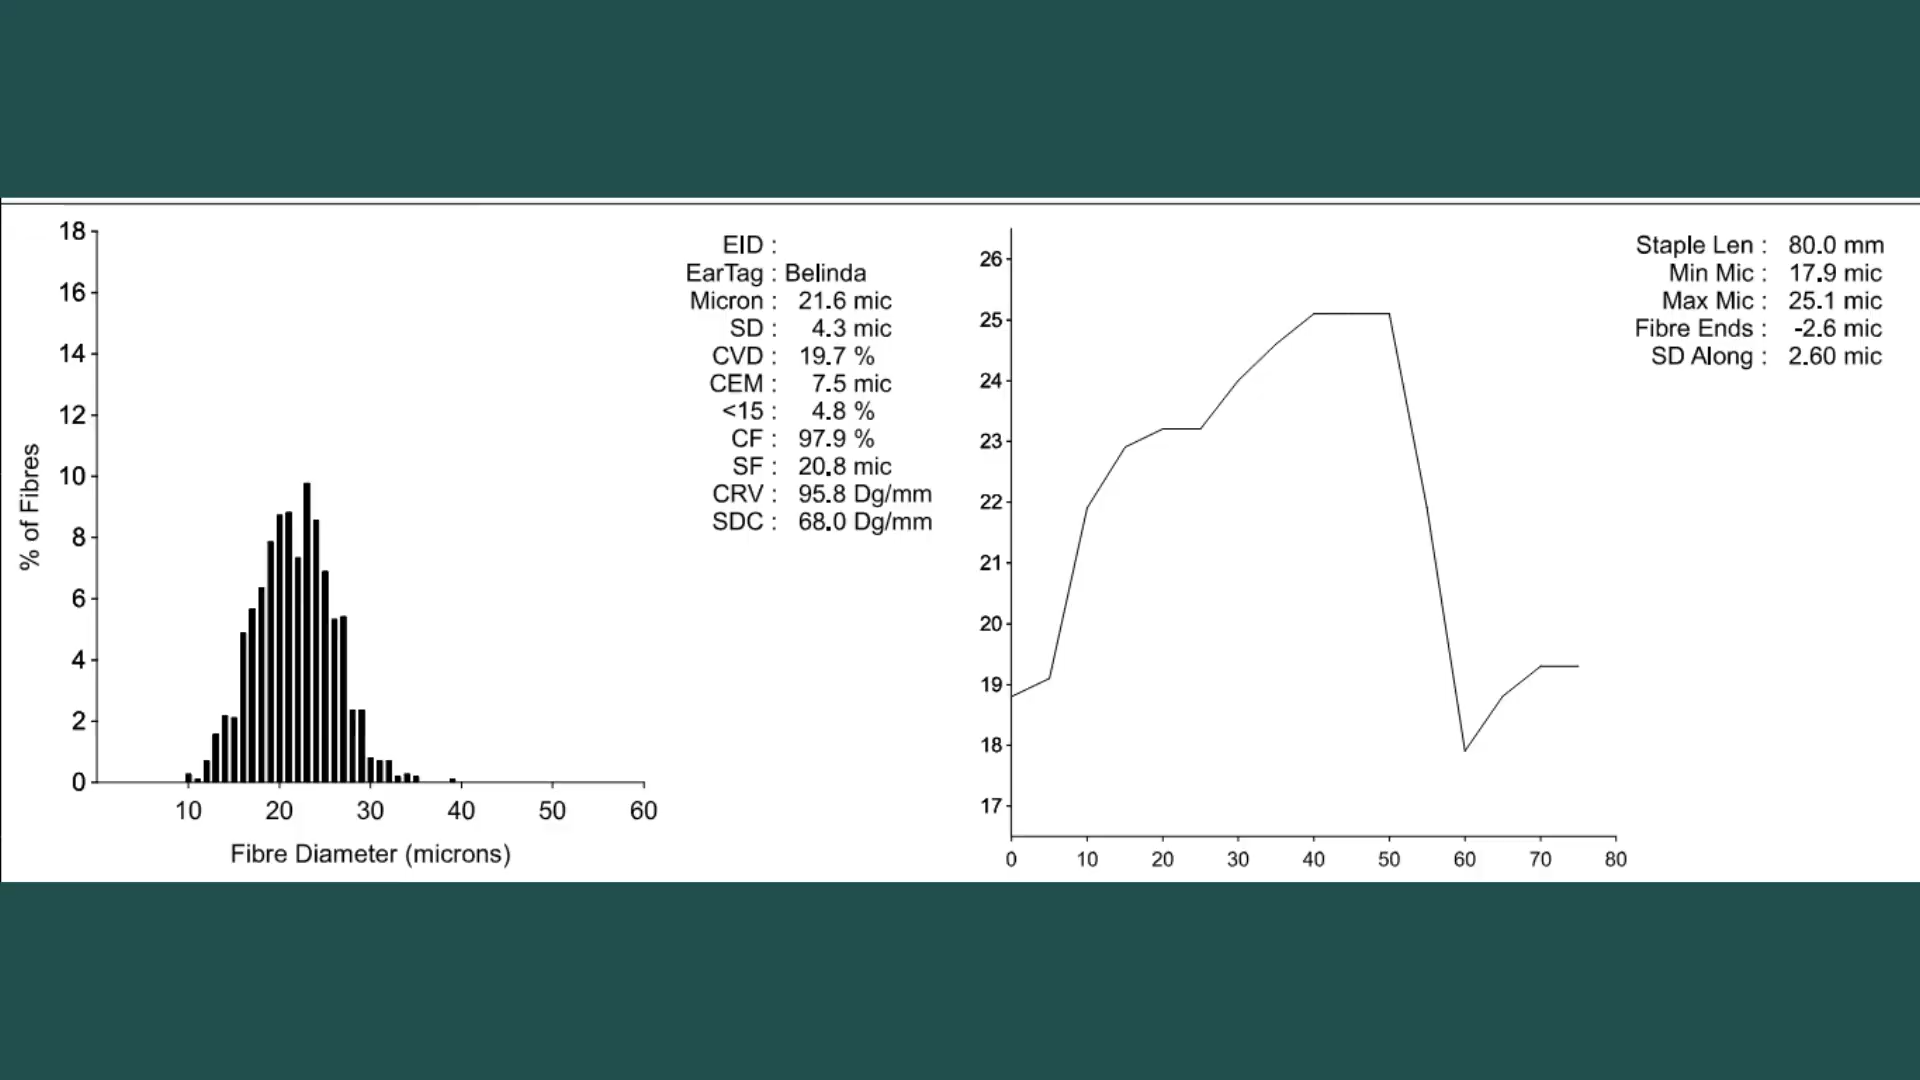 18
16
14
12
10
8
6
4
2
0
% of Fibres
10 20 30 40 50 60
Fibre Diameter (microns)
EID :
EarTag : Belinda
Micron : 21.6 mic
SD : 4.3 mic
CVD : 19.7 %
CEM : 7.5 mic
<15 : 4.8 %
CF : 97.9 %
SF : 20.8 mic
CRV : 95.8 Dg/mm
SDC : 68.0 Dg/mm
26
25
24
23
22
21
20
19
18
17
0 10 20 30 40 50 60 70 80
Staple Len : 80.0 mm
Min Mic : 17.9 mic
Max Mic : 25.1 mic
Fibre Ends : -2.6 mic
SD Along : 2.60 mic